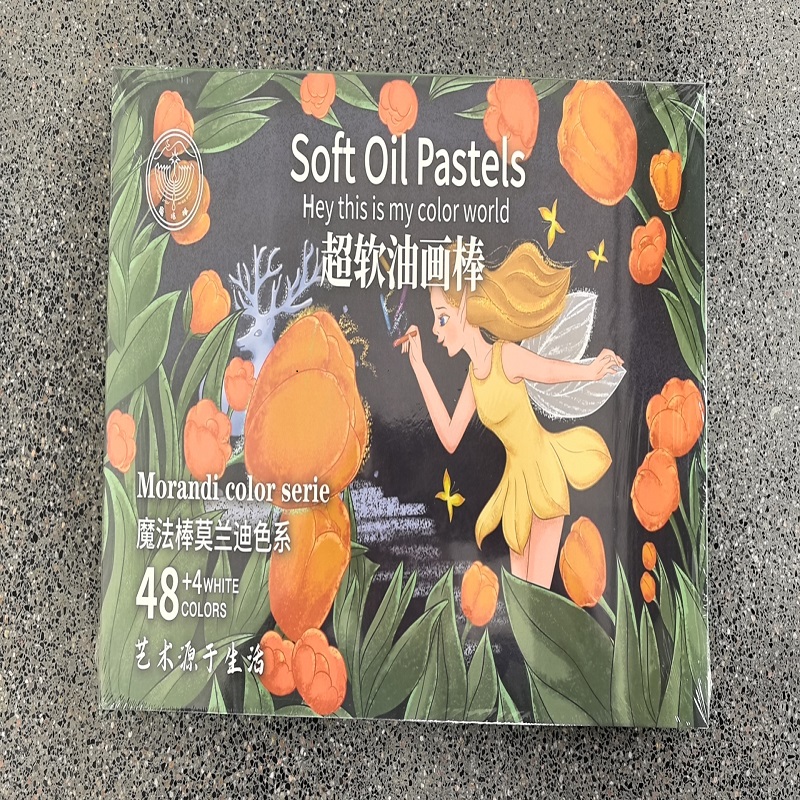 Soft Oil Pastels
Hey this is my color world
超软油画棒
Morandi color serie
魔法棒莫兰迪色系
48 +4 WHITE
COLORS
艺术源于生活